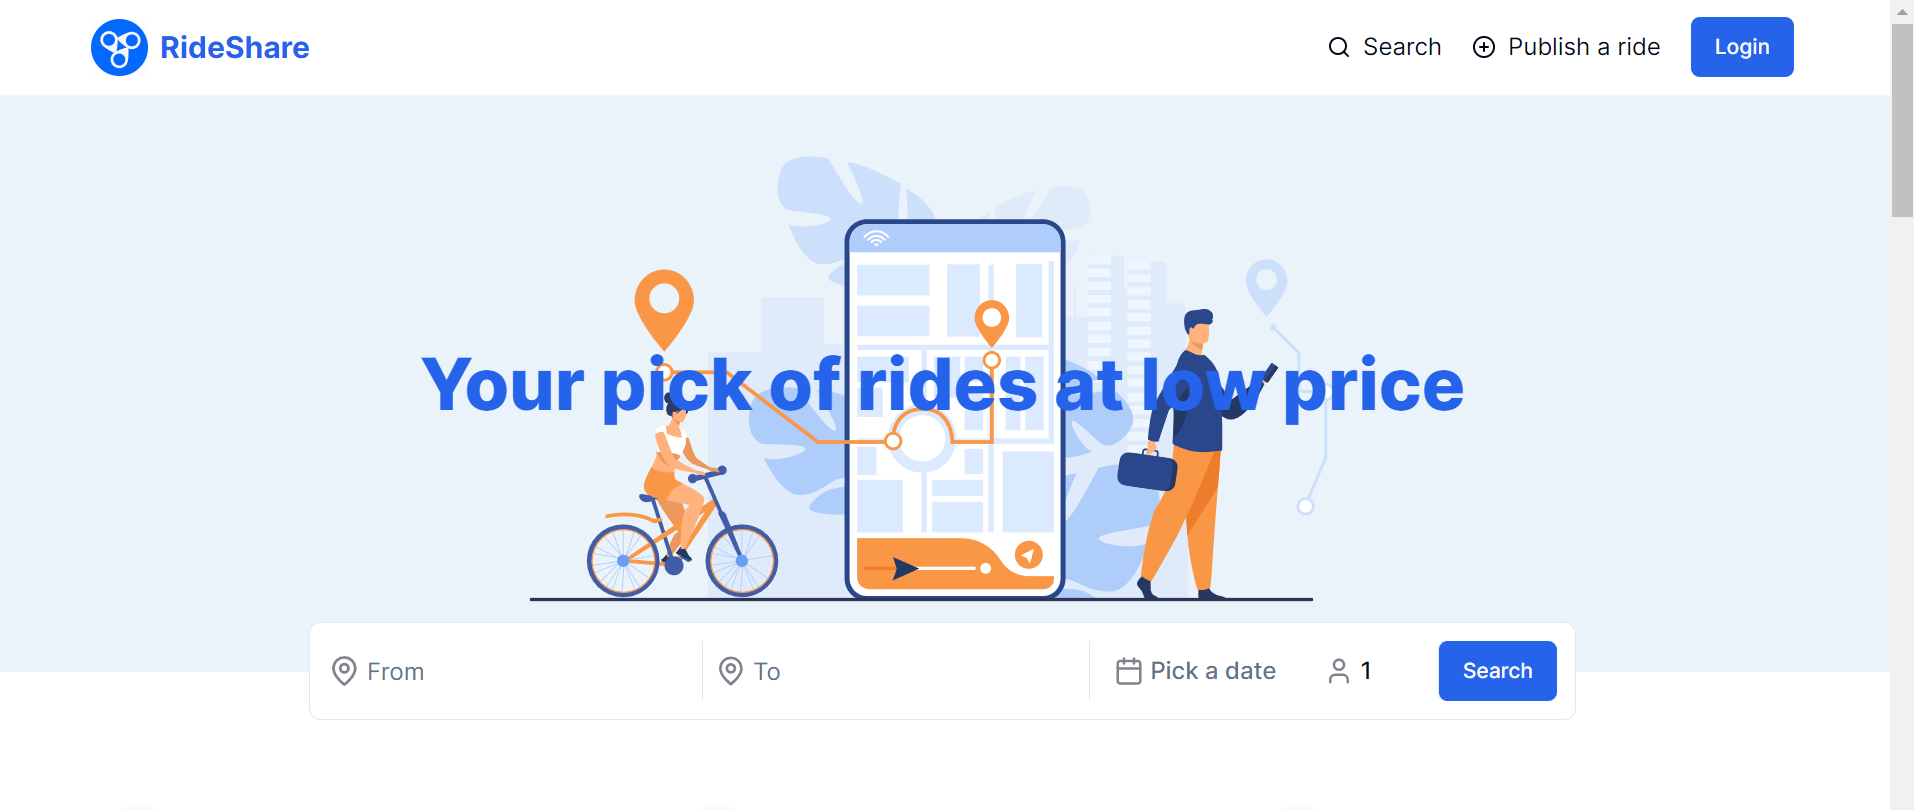 RideShare
Search
Publish a ride
Login
Your pick of rides at low price
From
To
Pick a date
1
Search